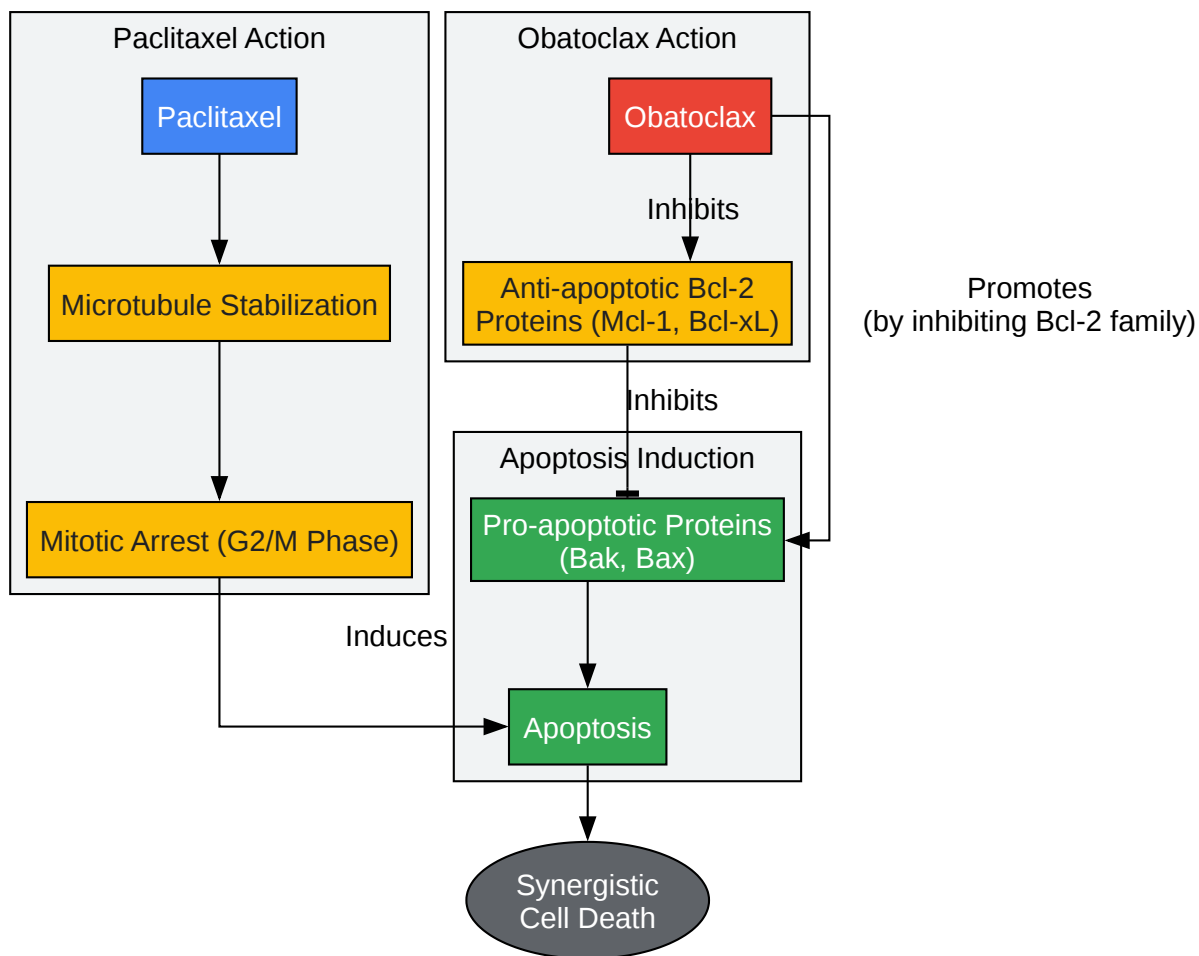 Paclitaxel Action
Obatoclax Action
Paclitaxel
Obatoclax
Inhibits
Microtubule Stabilization
Anti-apoptotic Bcl-2
Proteins (Mcl-1, Bcl-xL)
Promotes
(by inhibiting Bcl-2 family)
Inhibits
Apoptosis Induction
Mitotic Arrest (G2/M Phase)
Pro-apoptotic Proteins
(Bak, Bax)
Induces
Apoptosis
Synergistic
Cell Death